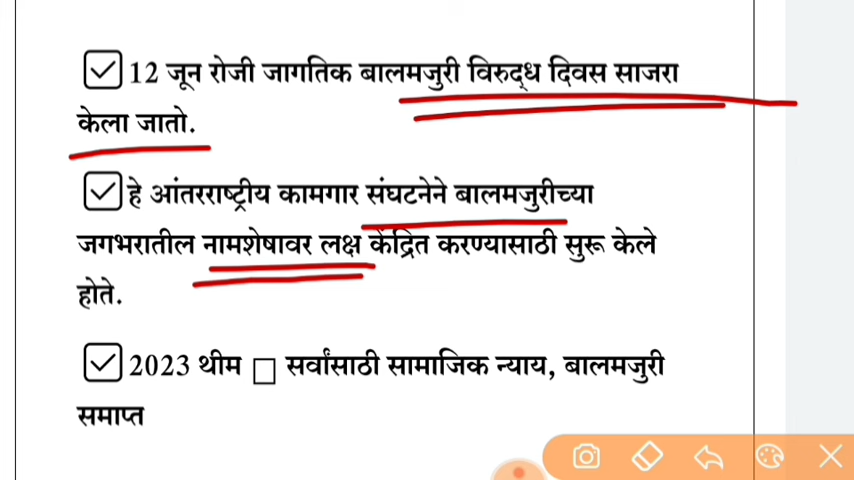 ☑ 12 जून रोजी जागतिक बालमजुरी विरुद्ध दिवस साजरा
केला जातो.
☑ हे आंतरराष्ट्रीय कामगार संघटनेने बालमजुरीच्या
जगभरातील नामशेषावर लक्ष केंद्रित करण्यासाठी सुरू केले
होते.
☑ 2023 थीम □ सर्वांसाठी सामाजिक न्याय, बालमजुरी
समाप्त